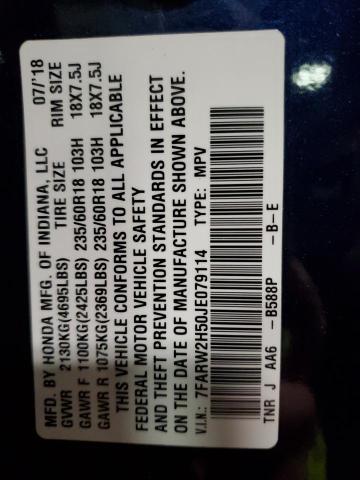 MFD. BY HONDA MFG. OF INDIANA, LLC 07/'18
GVWR 2130KG(4695LBS) TIRE SIZE RIM SIZE
GAWR F 1100KG(2425LBS) 235/60R18 103H 18X7.5J
GAWR R 1075KG(2369LBS) 235/60R18 103H 18X7.5J
THIS VEHICLE CONFORMS TO ALL APPLICABLE
FEDERAL MOTOR VEHICLE SAFETY
AND THEFT PREVENTION STANDARDS IN EFFECT
ON THE DATE OF MANUFACTURE SHOWN ABOVE.
V.I.N.: 7FARW2H50JE079114 TYPE: MPV
TNR J AA6 -B588P -B-E